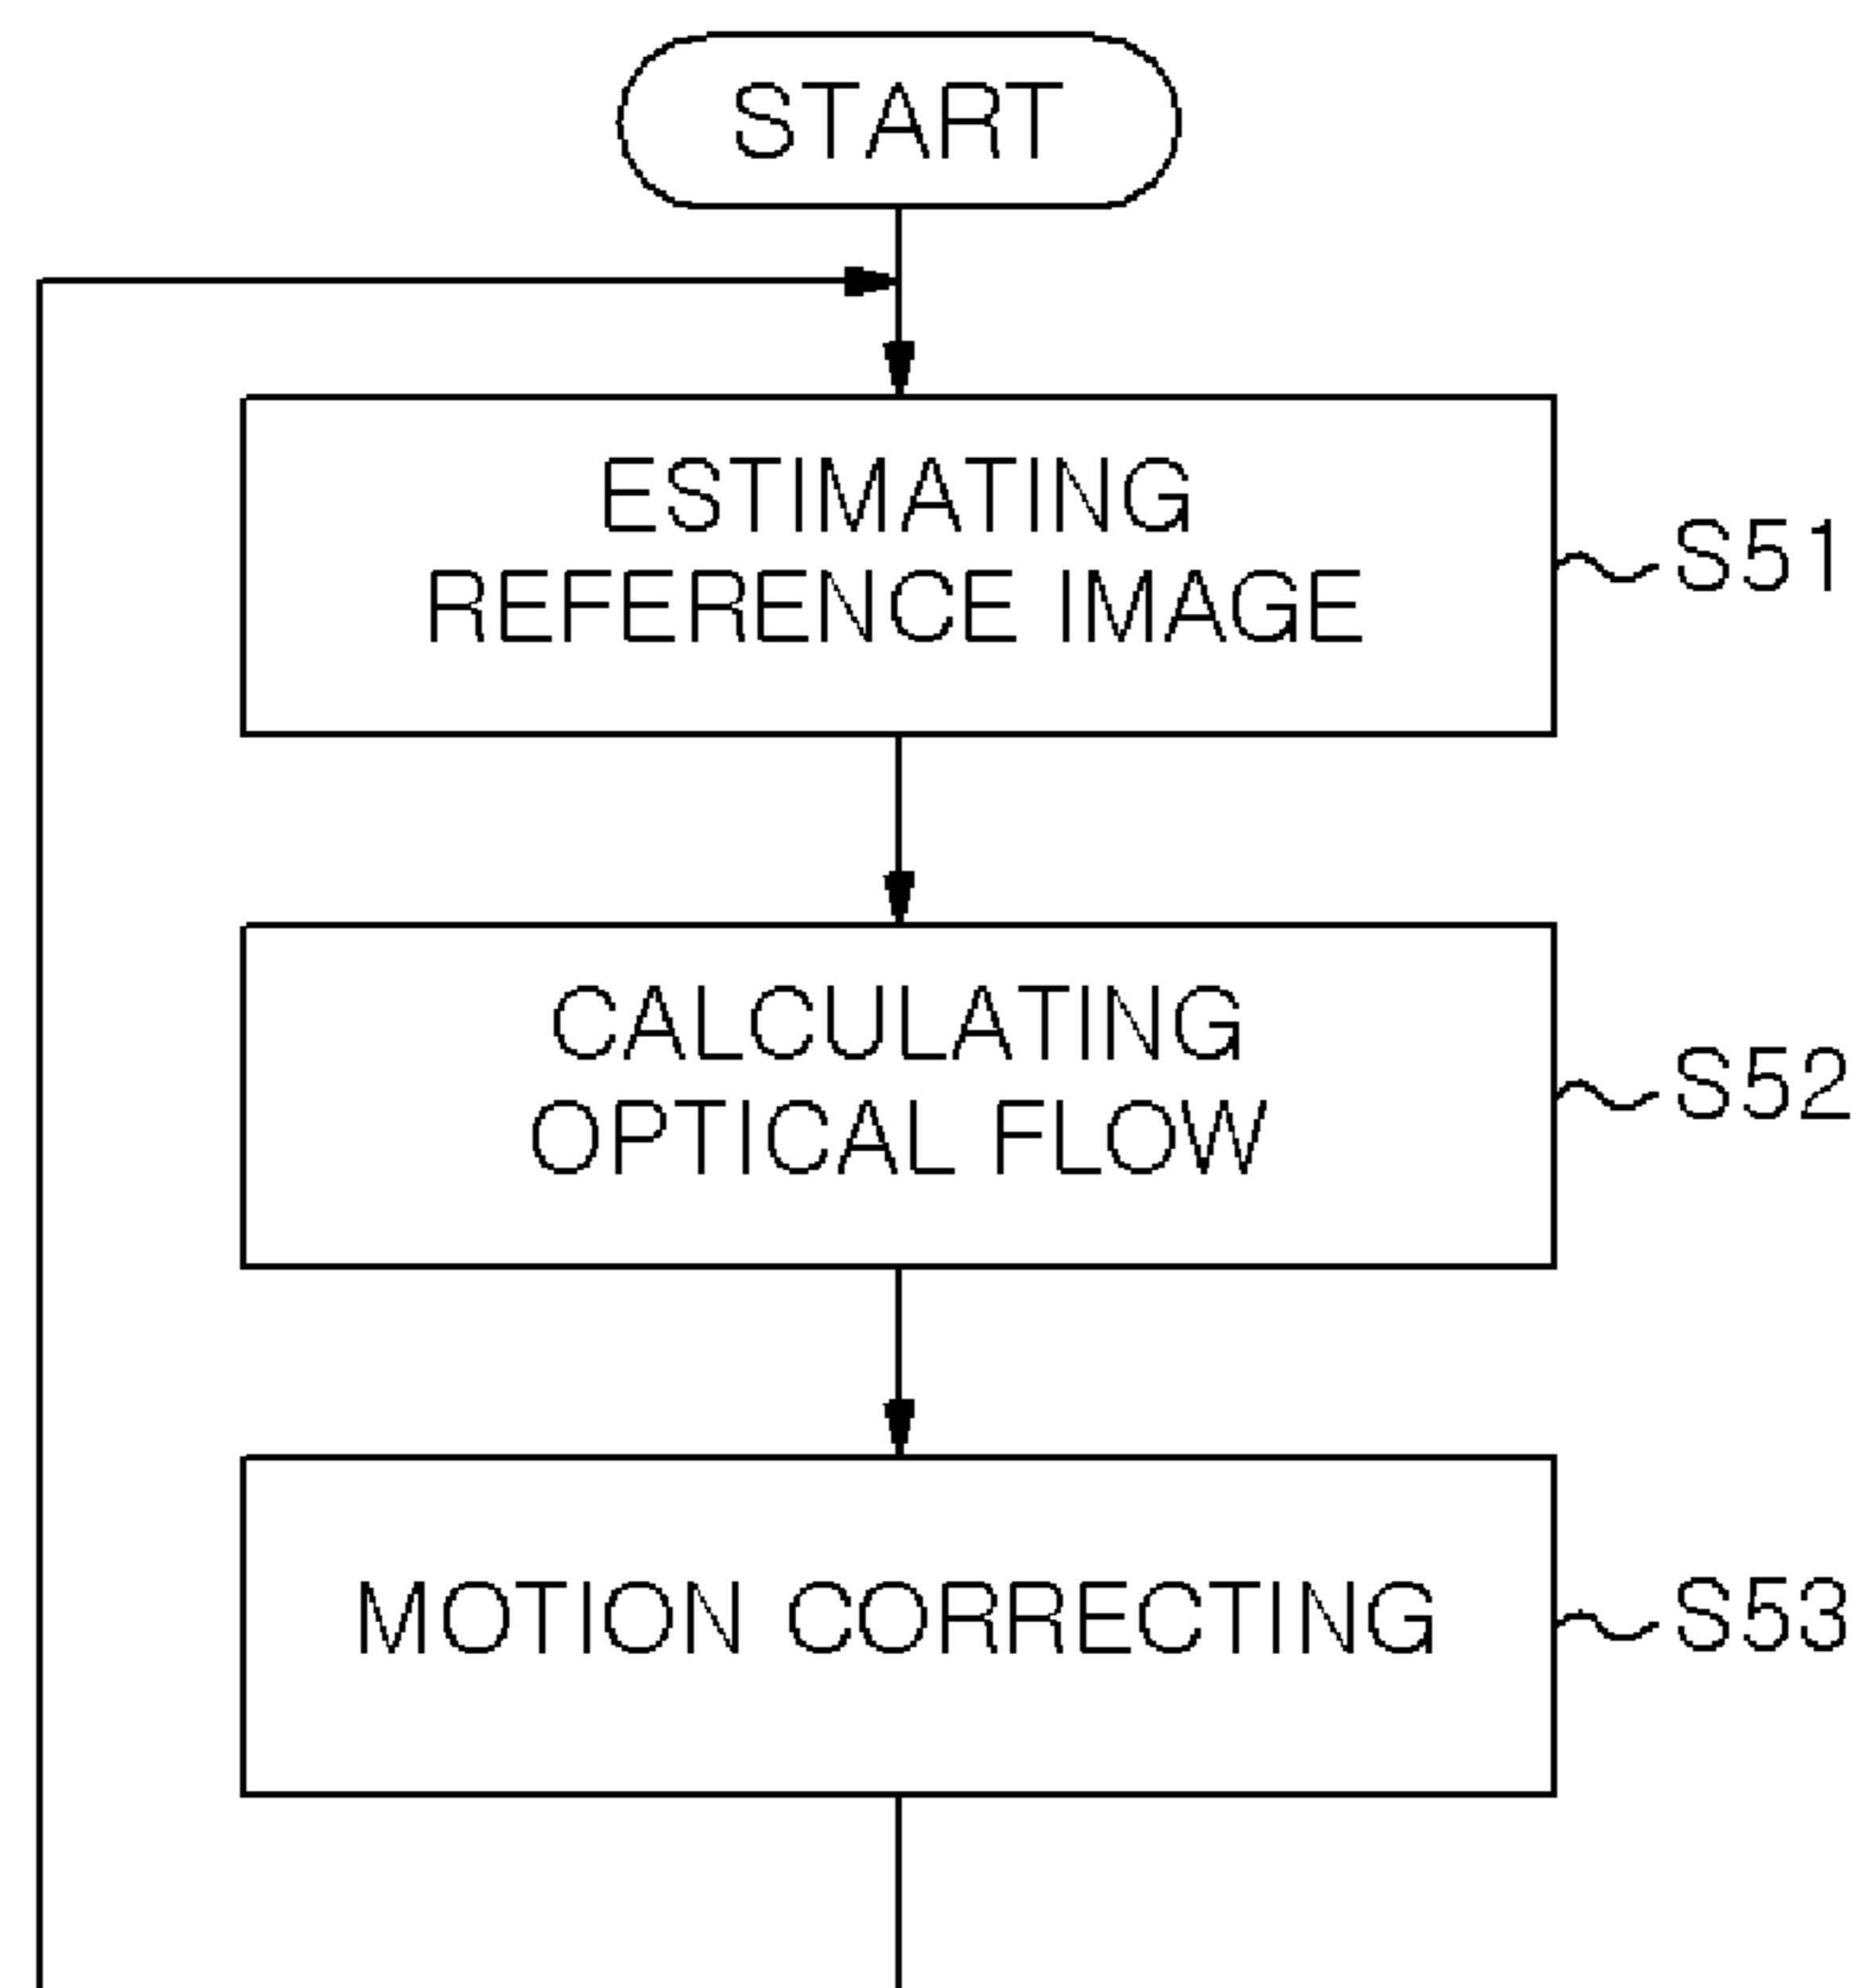 START
ESTIMATING
REFERENCE IMAGE
S51
CALCULATING
OPTICAL FLOW
S52
MOTION CORRECTING
S53